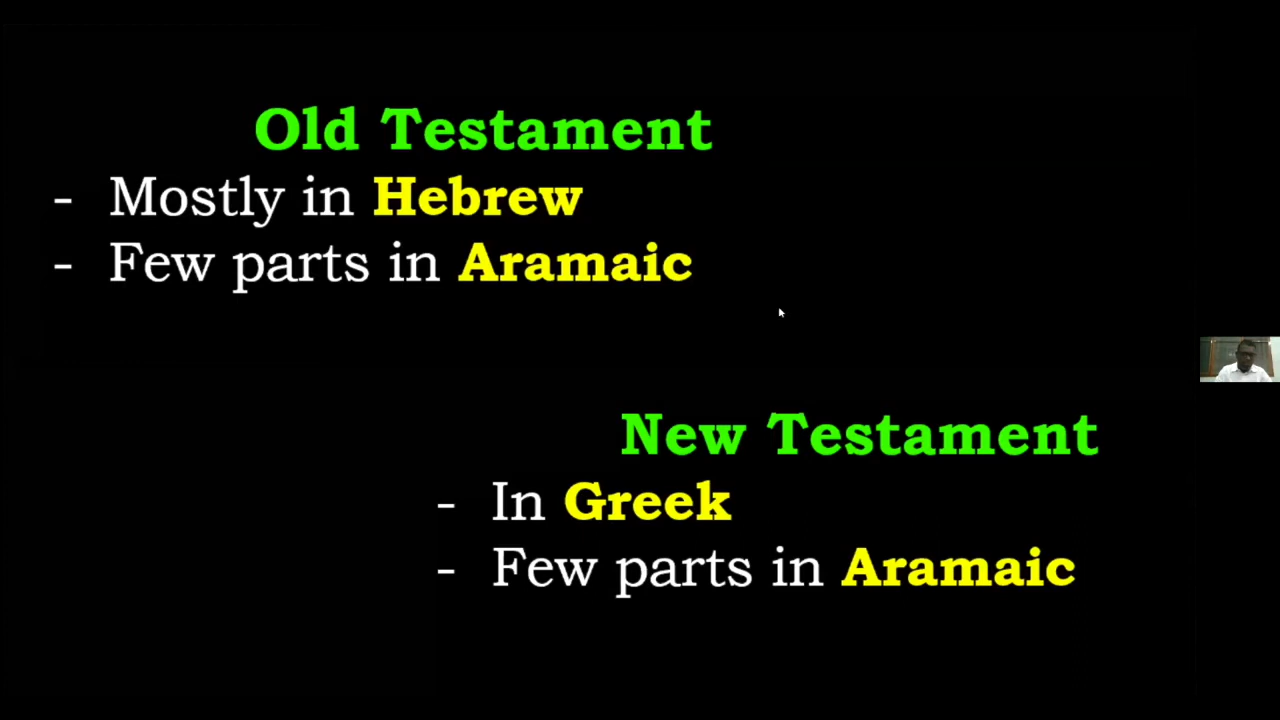 Old Testament
- Mostly in Hebrew
- Few parts in Aramaic
New Testament
- In Greek
- Few parts in Aramaic